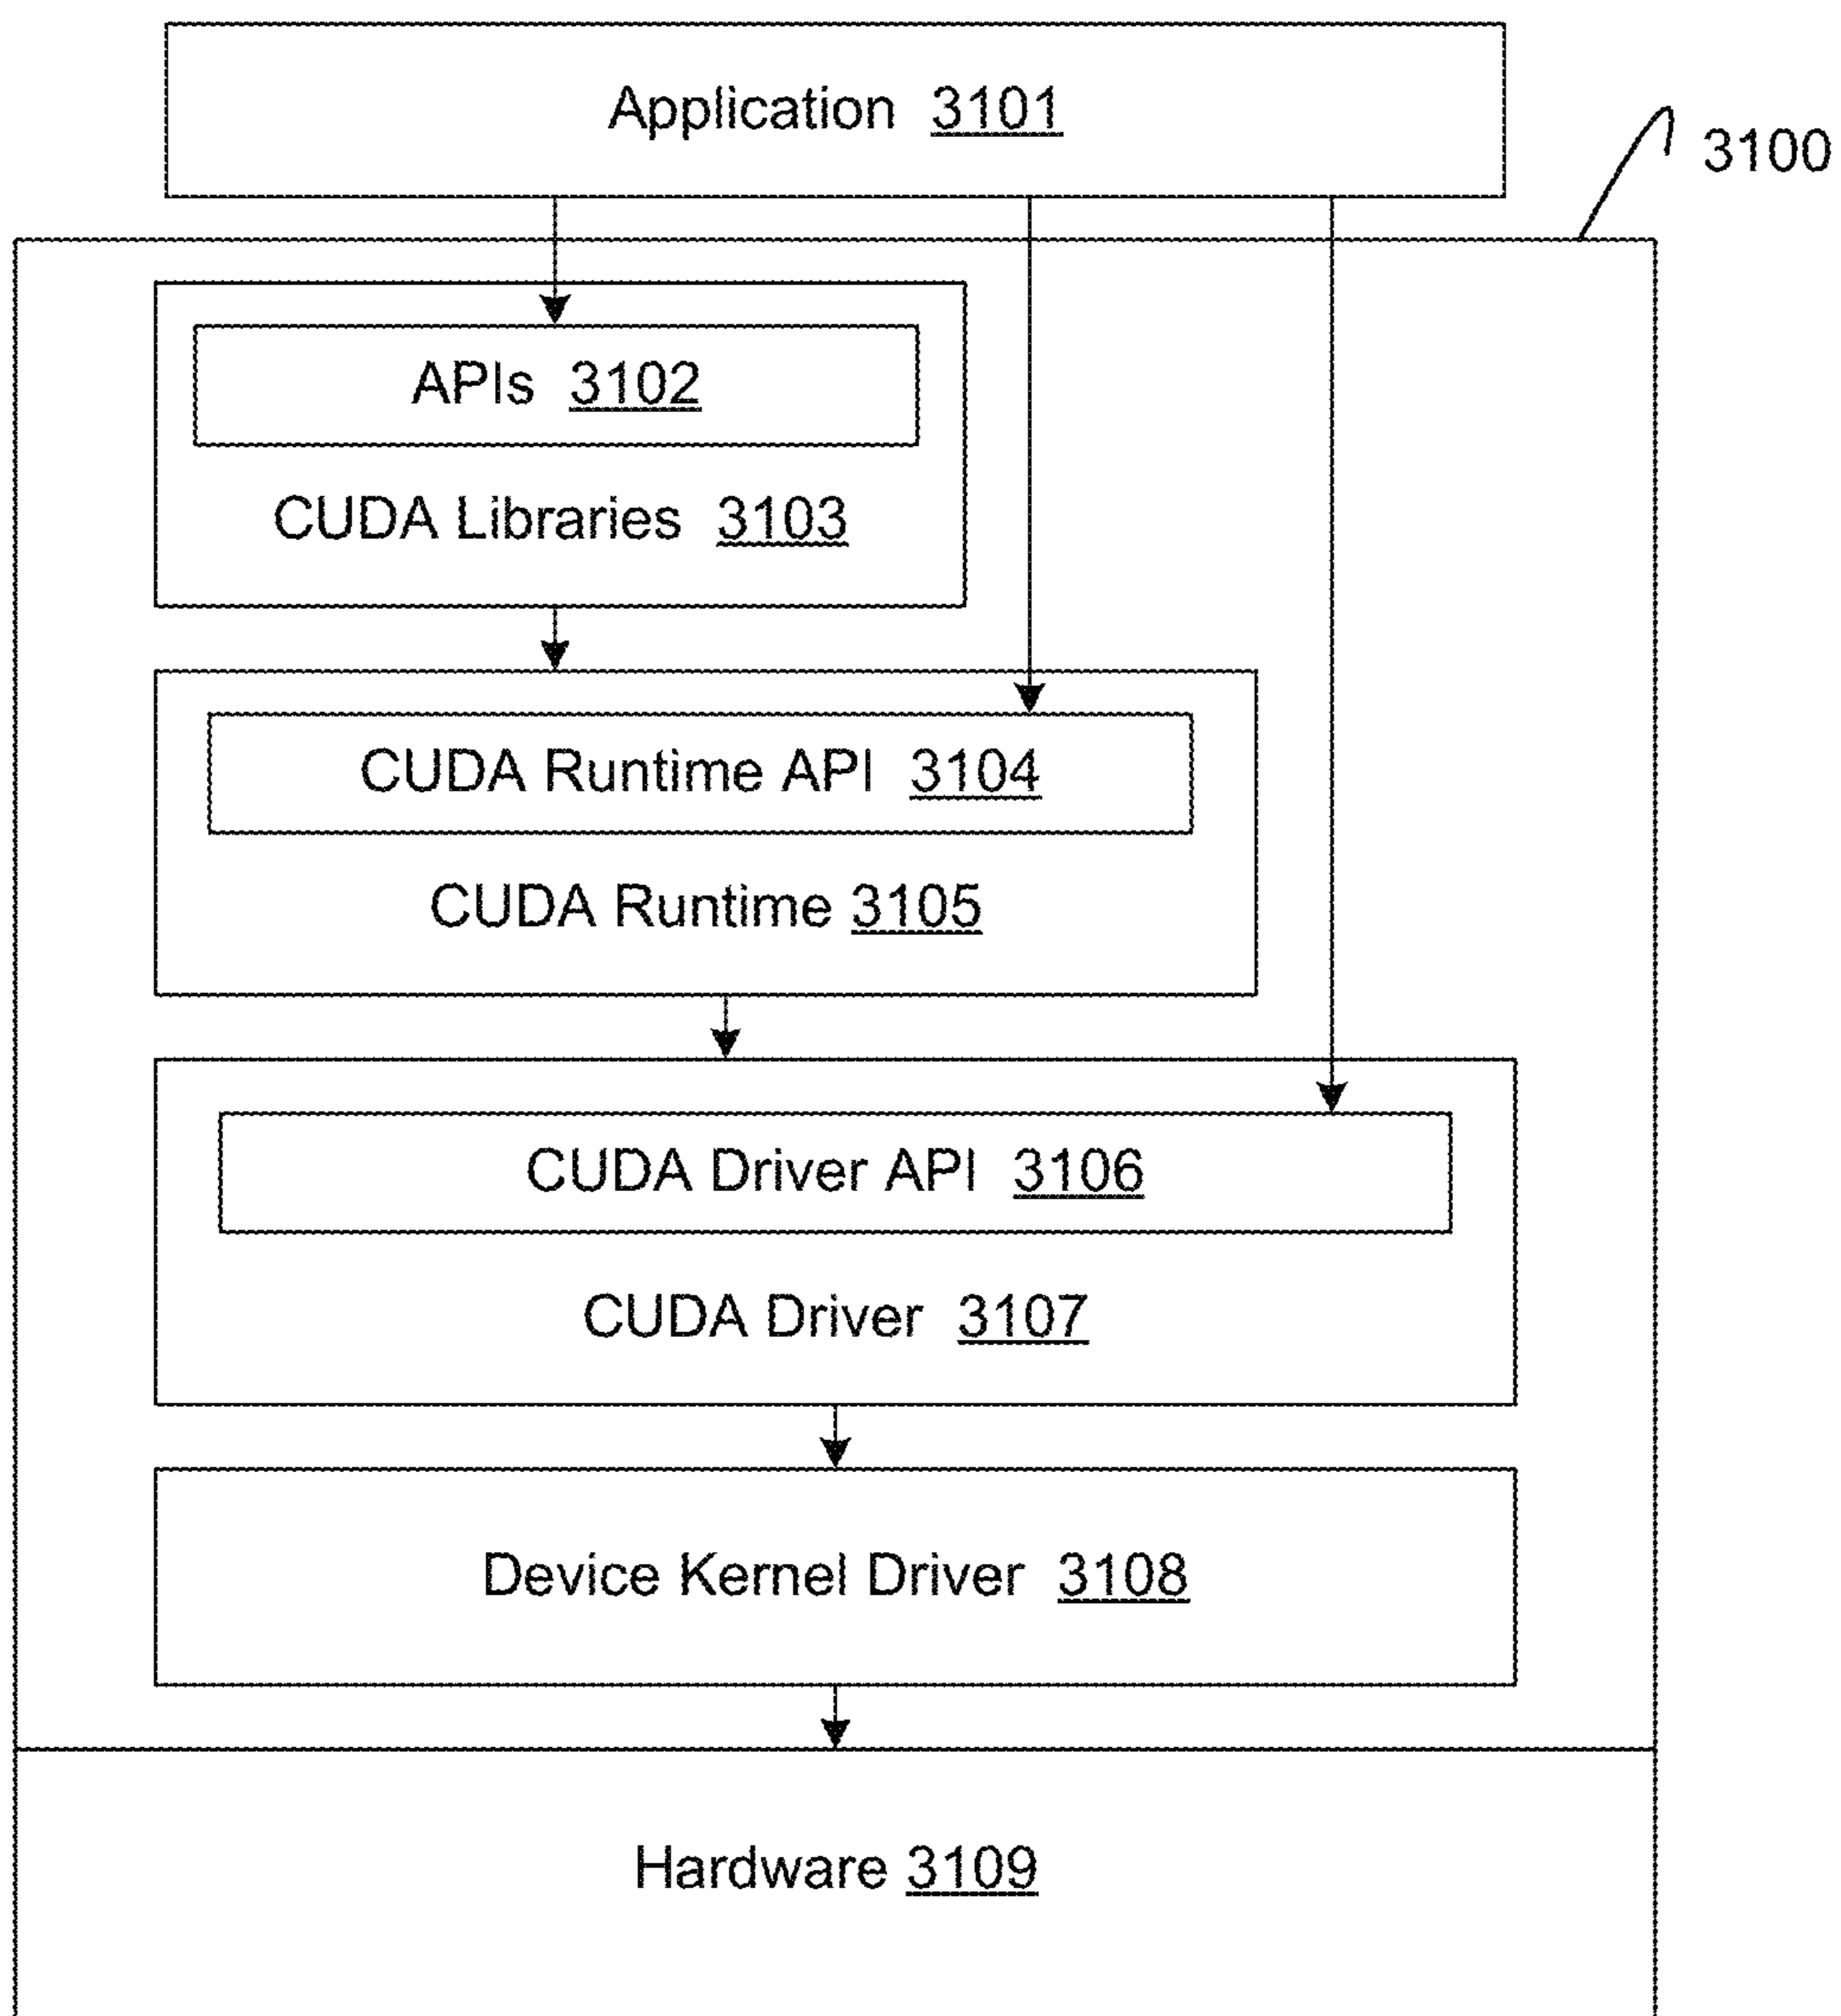 Application 3101
3100
APIs 3102
CUDA Libraries 3103
CUDA Runtime API 3104
CUDA Runtime 3105
CUDA Driver API 3106
CUDA Driver 3107
Device Kernel Driver 3108
Hardware 3109